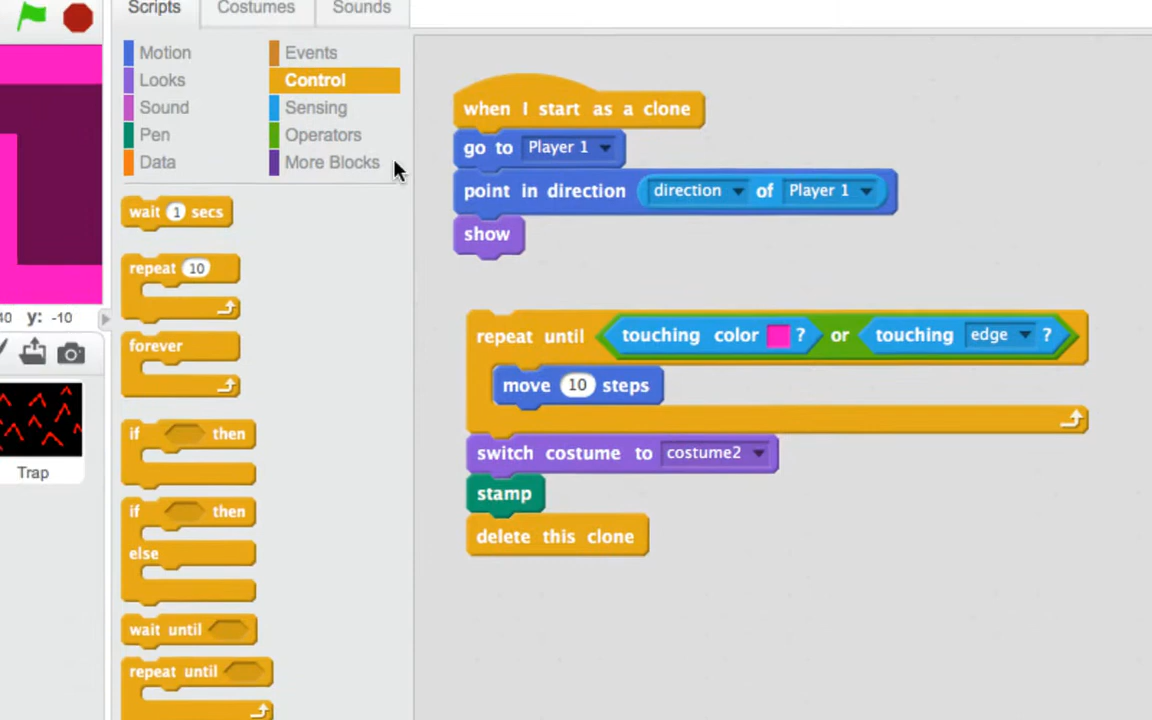 Scripts Costumes Sounds
Motion Events
Looks Control
Sound Sensing
Pen Operators
Data More Blocks
wait 1 secs
repeat 10
forever
if then
if then
else
wait until
repeat until
40 y: -10
Trap
when I start as a clone
go to Player 1
point in direction direction of Player 1
show
repeat until touching color ? or touching edge ?
move 10 steps
switch costume to costume2
stamp
delete this clone